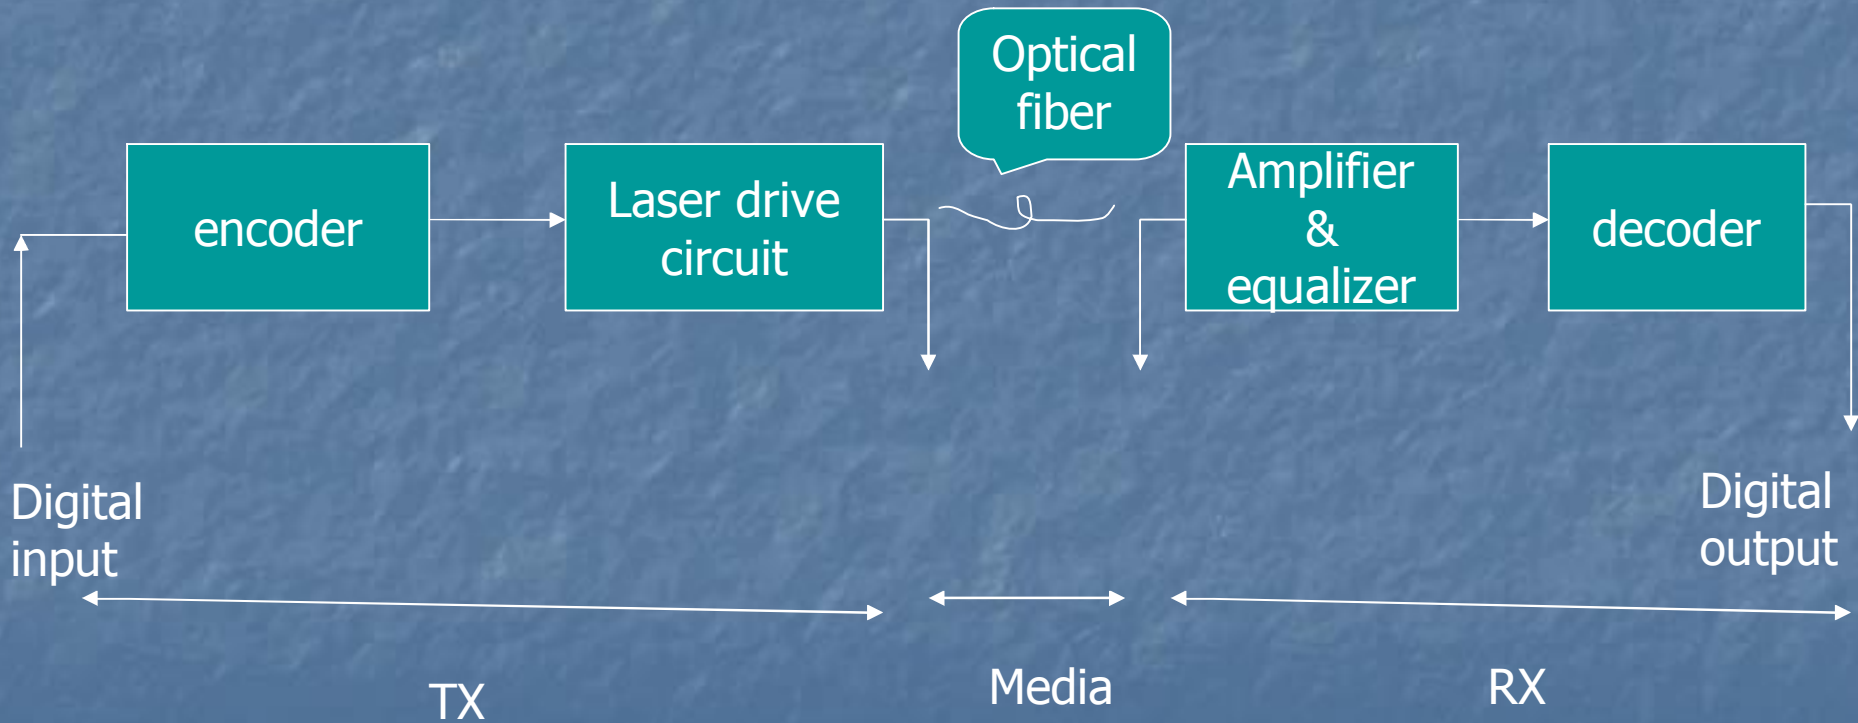 Optical
fiber
encoder
Laser drive
circuit
Amplifier
&
equalizer
decoder
Digital
input
Digital
output
TX
Media
RX